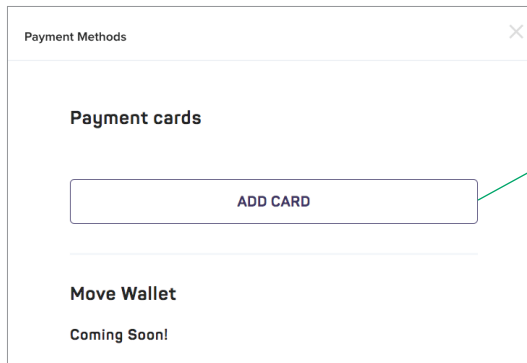 Payment Methods
Payment cards
ADD CARD
Move Wallet
Coming Soon!